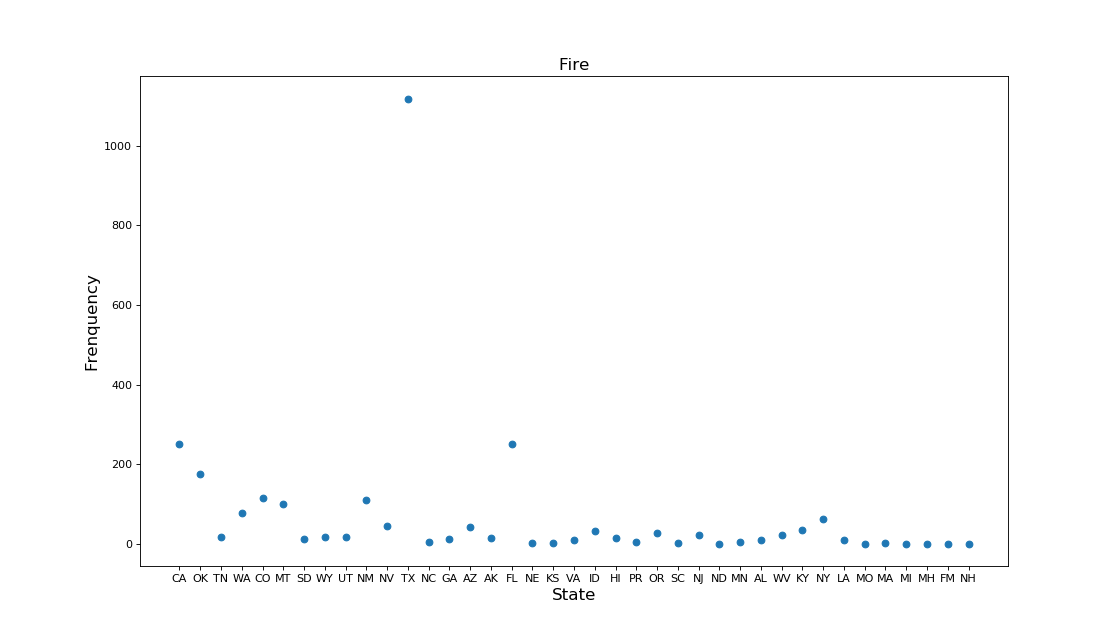 Fire
Frenquency
1000
800
600
400
200
0
CA OK TN WA CO MT SD WY UT NM NV TX NC GA AZ AK FL NE KS VA ID HI PR OR SC NJ ND MN AL WV KY NY LA MO MA MI MH FM NH
State